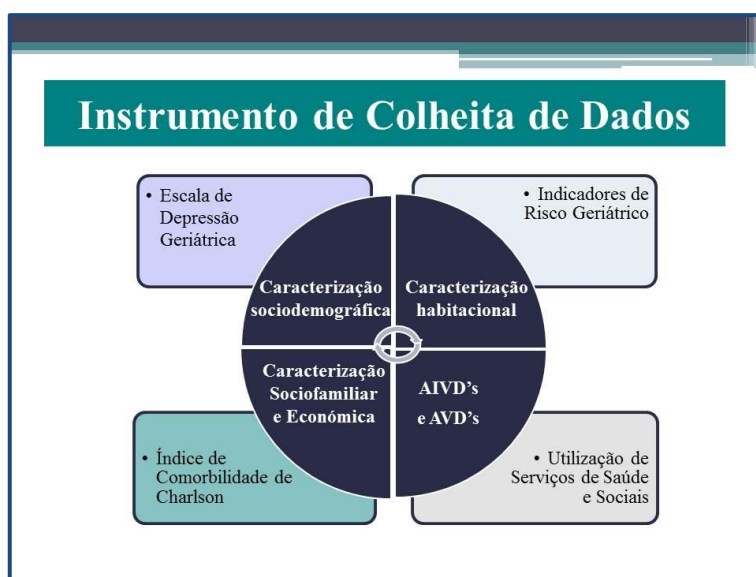 Instrumento de Colheita de Dados
• Escala de
Depressão
Geriátrica
• Indicadores de
Risco Geriátrico
Caracterização
sociodemográfica
Caracterização
habitacional
Caracterização
Sociofamiliar
e Económica
AIVD’s
e AVD’s
• Índice de
Comorbilidade de
Charlson
• Utilização de
Serviços de Saúde
e Sociais